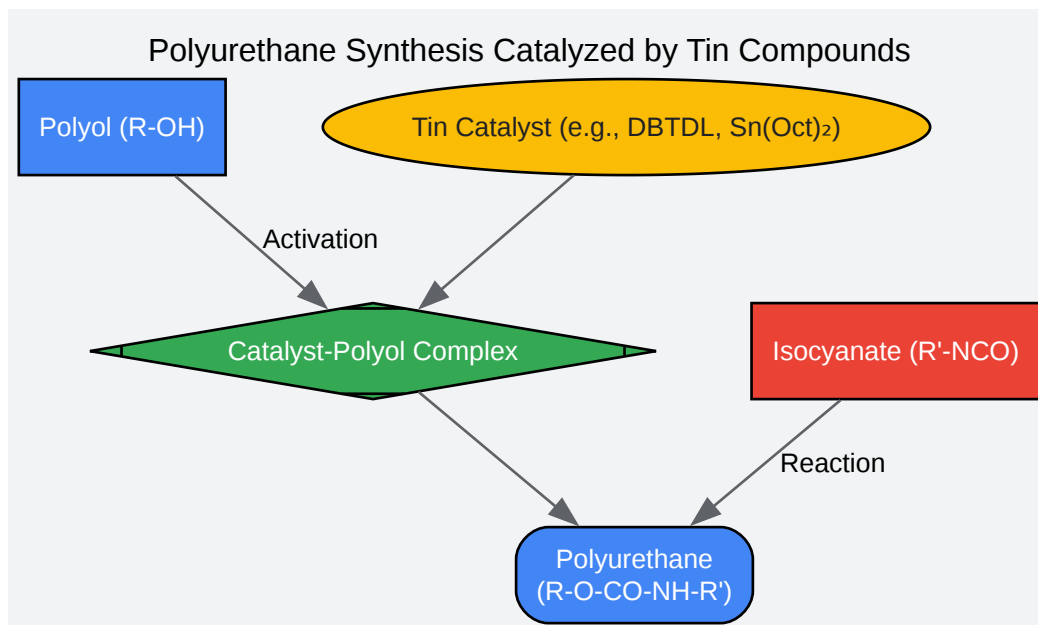 Polyurethane Synthesis Catalyzed by Tin Compounds
Polyol (R-OH)
Tin Catalyst (e.g., DBTDL, Sn(Oct)₂)
Activation
Catalyst-Polyol Complex
Isocyanate (R'-NCO)
Reaction
Polyurethane
(R-O-CO-NH-R')